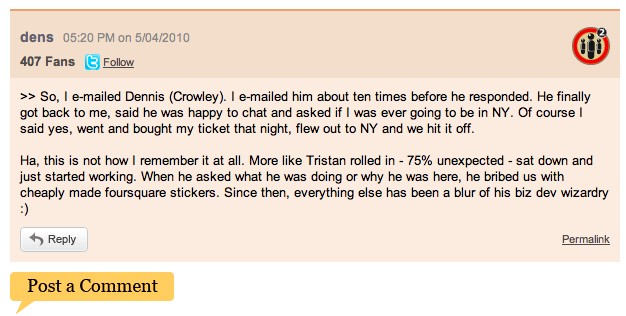 dens 05:20 PM on 5/04/2010
2
407 Fans Follow
>> So, I e-mailed Dennis (Crowley). I e-mailed him about ten times before he responded. He finally
got back to me, said he was happy to chat and asked if I was ever going to be in NY. Of course I
said yes, went and bought my ticket that night, flew out to NY and we hit it off.
Ha, this is not how I remember it at all. More like Tristan rolled in - 75% unexpected - sat down and
just started working. When he asked what he was doing or why he was here, he bribed us with
cheaply made foursquare stickers. Since then, everything else has been a blur of his biz dev wizardry
:)
Reply
Permalink
Post a Comment